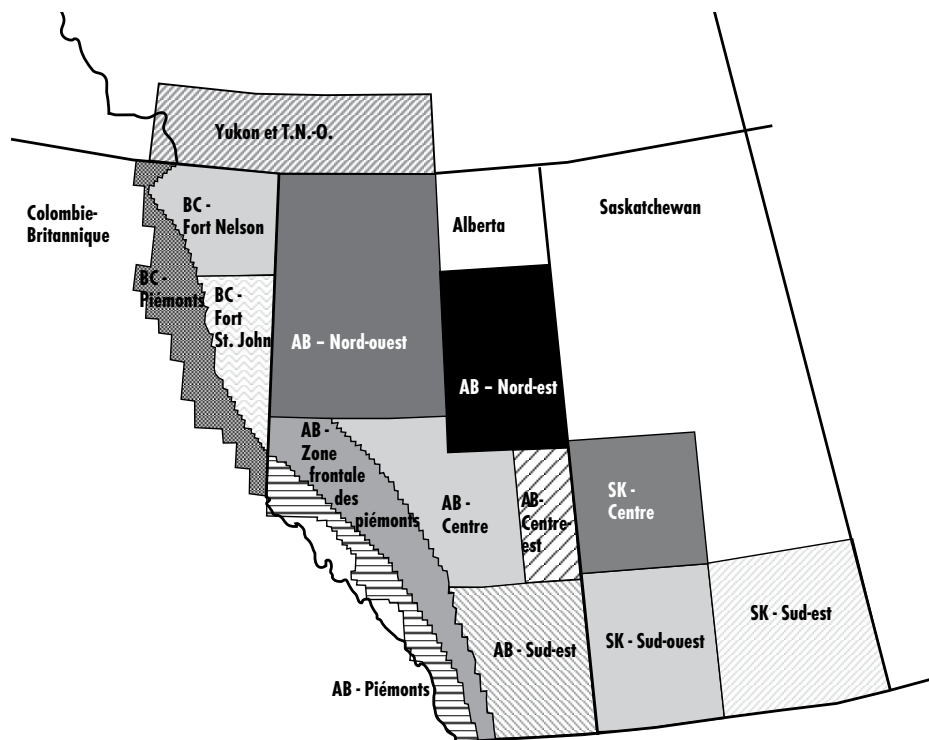 Yukon et T.N.-O.
Colombie-
Britannique
BC -
Fort Nelson
Alberta
Saskatchewan
BC -
Piémonts
BC -
Fort
St. John
AB – Nord-ouest
AB – Nord-est
AB -
Zone
frontale
des
piémonts
AB -
Centre
AB-
Centre-
est
SK -
Centre
AB - Sud-est
SK - Sud-ouest
SK - Sud-est
AB - Piémonts